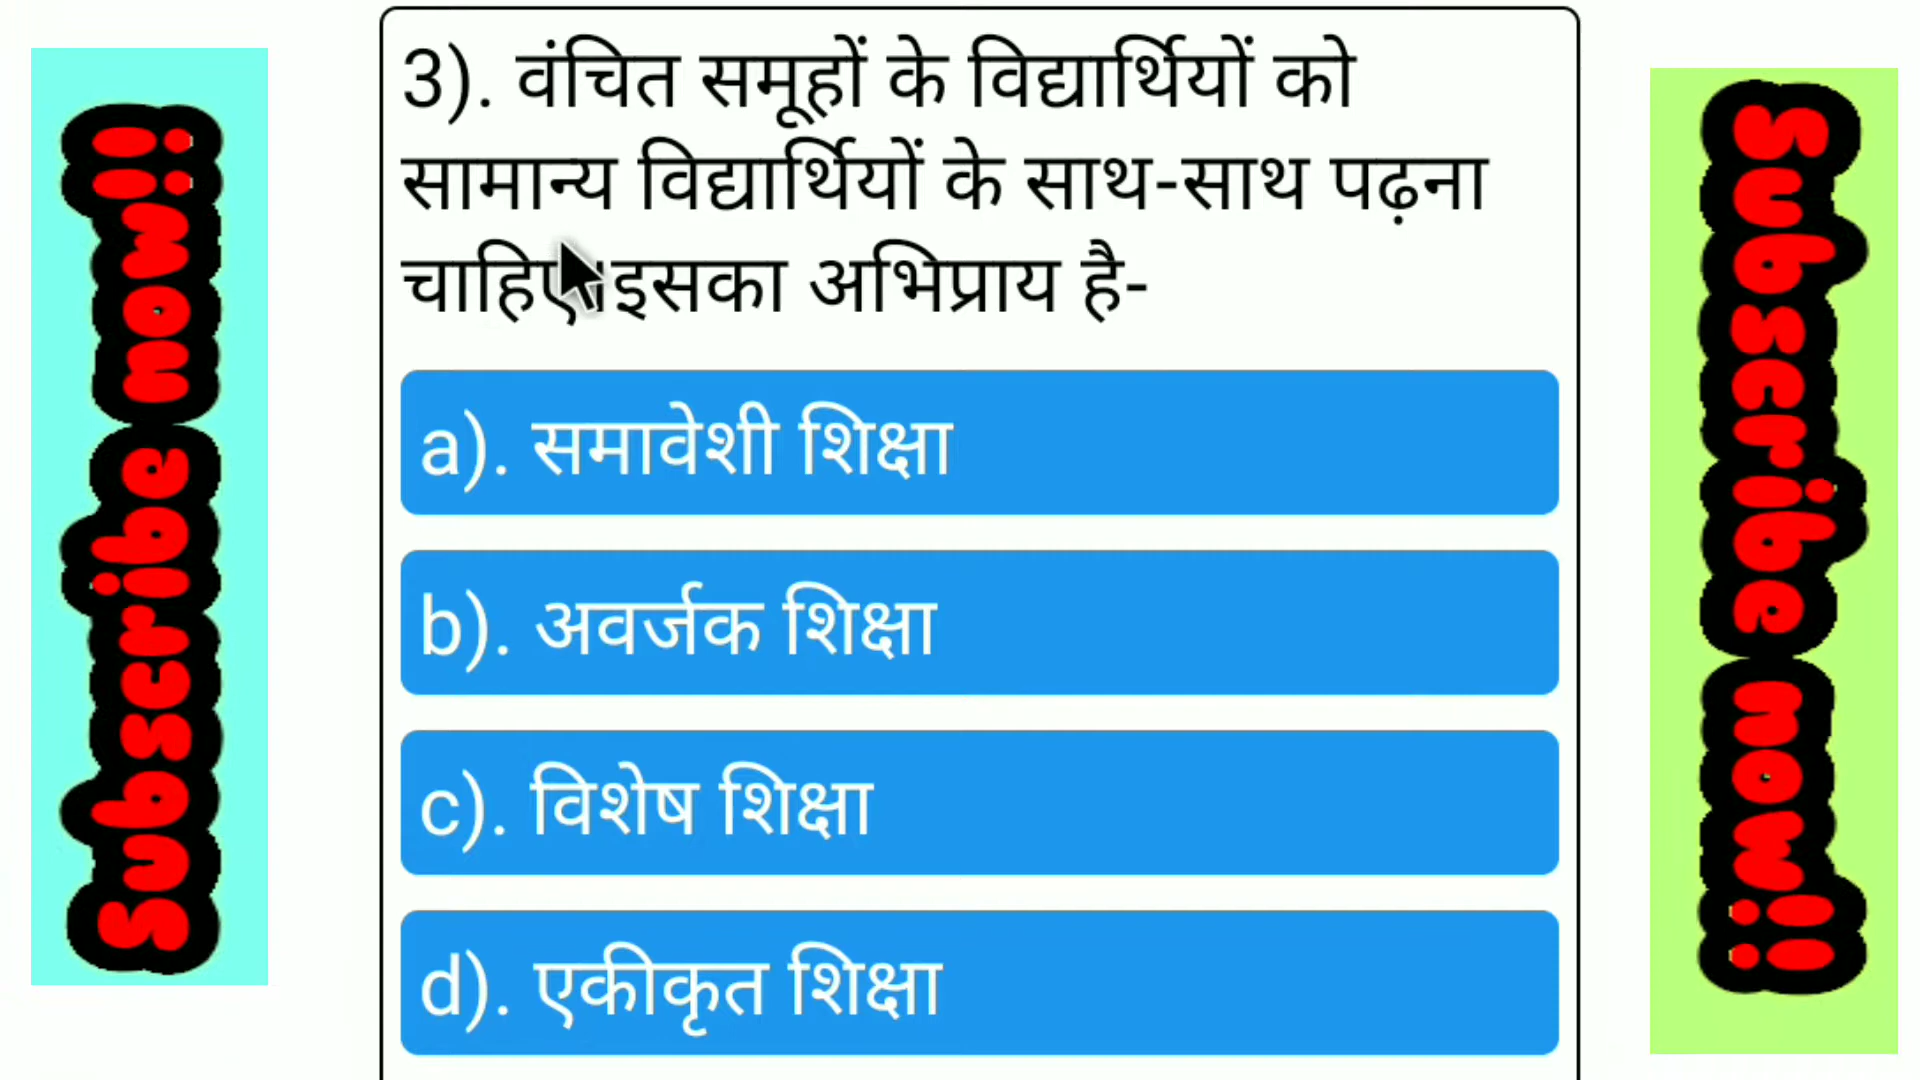 Subscribe now!!
3). वंचित समूहों के विद्यार्थियों को
सामान्य विद्यार्थियों के साथ-साथ पढ़ना
चाहिए।इसका अभिप्राय है-
a). समावेशी शिक्षा
b). अवर्जक शिक्षा
c). विशेष शिक्षा
d). एकीकृत शिक्षा
Subscribe now!!